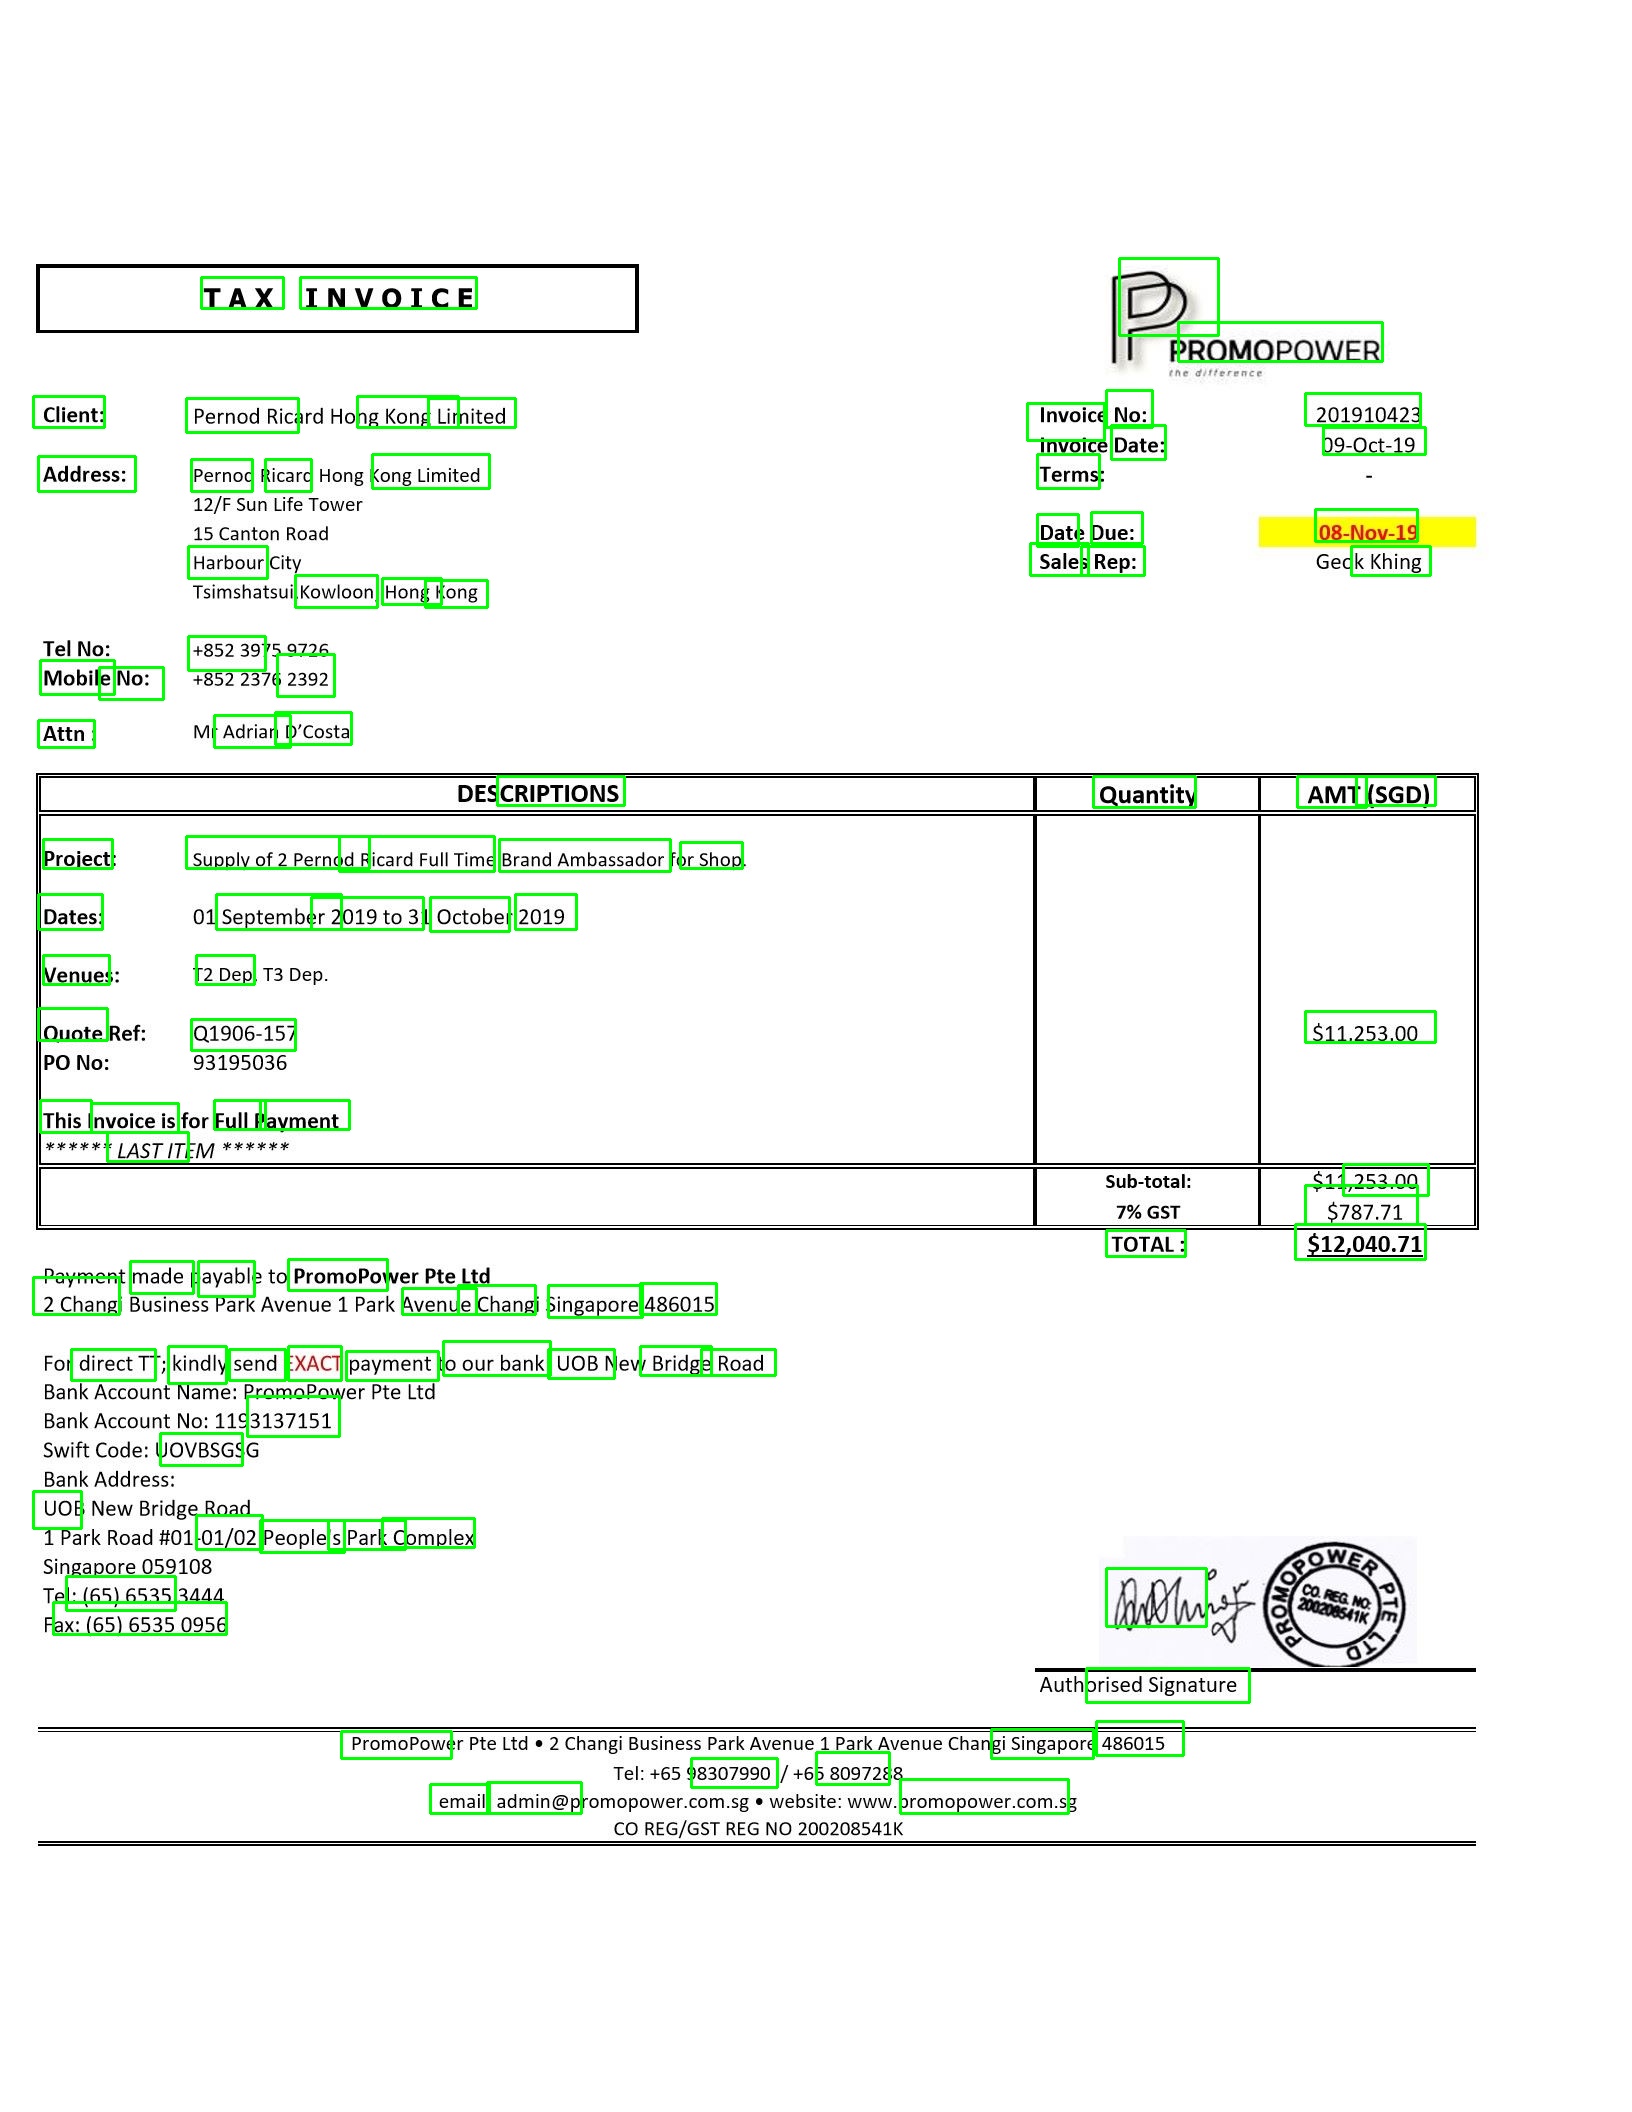 TAX INVOICE
PROMOPOWER
the difference
Client: Pernod Ricard Hong Kong Limited
Invoice No: 201910423
Invoice Date: 09-Oct-19
Address: Pernod Ricard Hong Kong Limited
Terms: -
12/F Sun Life Tower
15 Canton Road
Date Due: 08-Nov-19
Harbour City
Sales Rep: Geck Khing
Tsimshatsui,Kowloon, Hong Kong
Tel No: +852 3975 9726
Mobile No: +852 2376 2392
Attn : Mr Adrian D’Costa
DESCRIPTIONS Quantity AMT (SGD)
Project: Supply of 2 Pernod Ricard Full Time Brand Ambassador for Shop.
Dates: 01 September 2019 to 31 October 2019
Venues: T2 Dep. T3 Dep.
Quote Ref: Q1906-157 $11,253.00
PO No: 93195036
This Invoice is for Full Payment
****** LAST ITEM ******
Sub-total: $11,253.00
7% GST $787.71
TOTAL : $12,040.71
Payment made payable to PromoPower Pte Ltd
2 Changi Business Park Avenue 1 Park Avenue Changi Singapore 486015
For direct TT; kindly send EXACT payment to our bank, UOB New Bridge Road
Bank Account Name: PromoPower Pte Ltd
Bank Account No: 1193137151
Swift Code: UOVBSGSG
Bank Address:
UOB New Bridge Road
1 Park Road #01-01/02 People's Park Complex
Singapore 059108
Tel: (65) 6535 3444
Fax: (65) 6535 0956
PROMOPOWER PTE LTD
CO. REG. NO:
200208541K
Authorised Signature
PromoPower Pte Ltd • 2 Changi Business Park Avenue 1 Park Avenue Changi Singapore 486015
Tel: +65 98307990 / +65 8097288
email: admin@promopower.com.sg • website: www.promopower.com.sg
CO REG/GST REG NO 200208541K